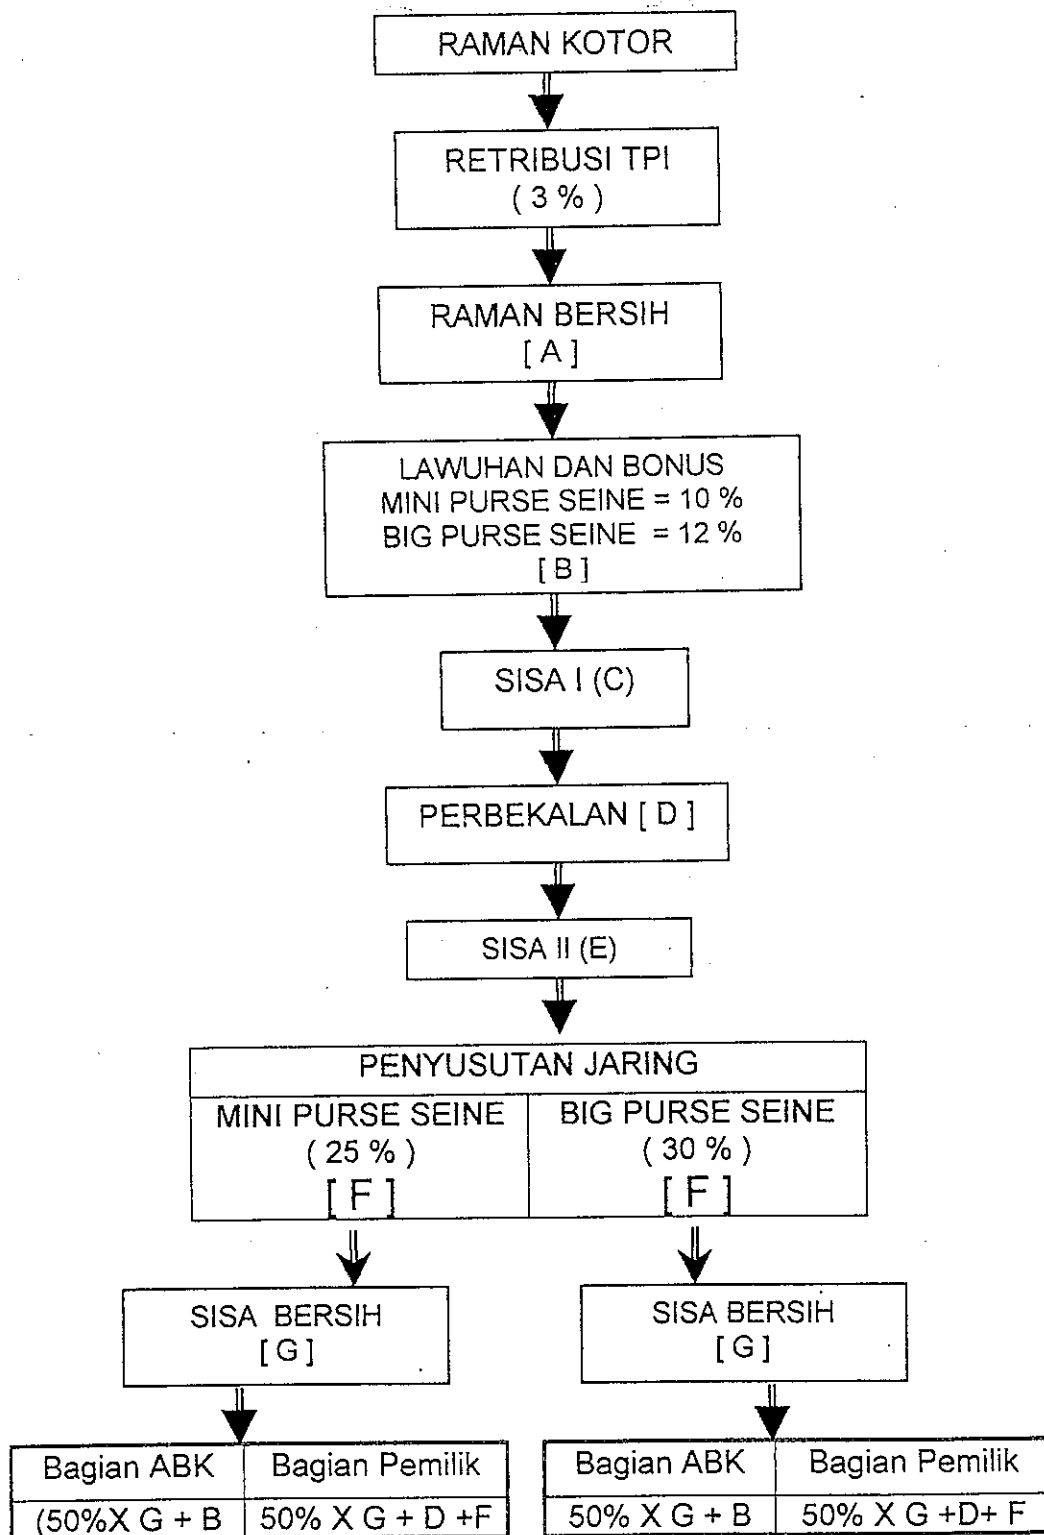 RAMAN KOTOR
RETRIBUSI TPI
( 3 % )
RAMAN BERSIH
[ A ]
LAWUHAN DAN BONUS
MINI PURSE SEINE = 10 %
BIG PURSE SEINE = 12 %
[ B ]
SISA I (C)
PERBEKALAN [ D ]
SISA II (E)
PENYUSUTAN JARING
MINI PURSE SEINE
( 25 % )
[ F ]
BIG PURSE SEINE
( 30 % )
[ F ]
SISA BERSIH
[ G ]
SISA BERSIH
[ G ]
Bagian ABK
Bagian Pemilik
(50%X G + B
50% X G + D +F
Bagian ABK
Bagian Pemilik
50% X G + B
50% X G +D+ F